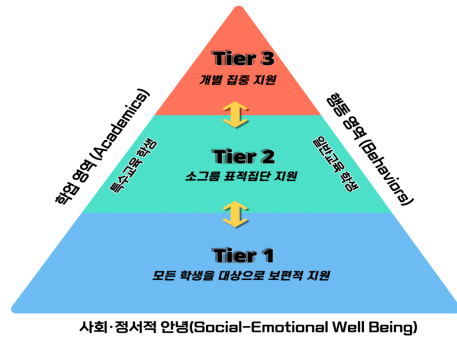 Tier 3
개별 집중 지원
학업 영역 (Academics)
행동 영역 (Behaviors)
특수교육 학생
일반교육 학생
Tier 2
소그룹 표적집단 지원
Tier 1
모든 학생을 대상으로 보편적 지원
사회·정서적 안녕(Social-Emotional Well Being)